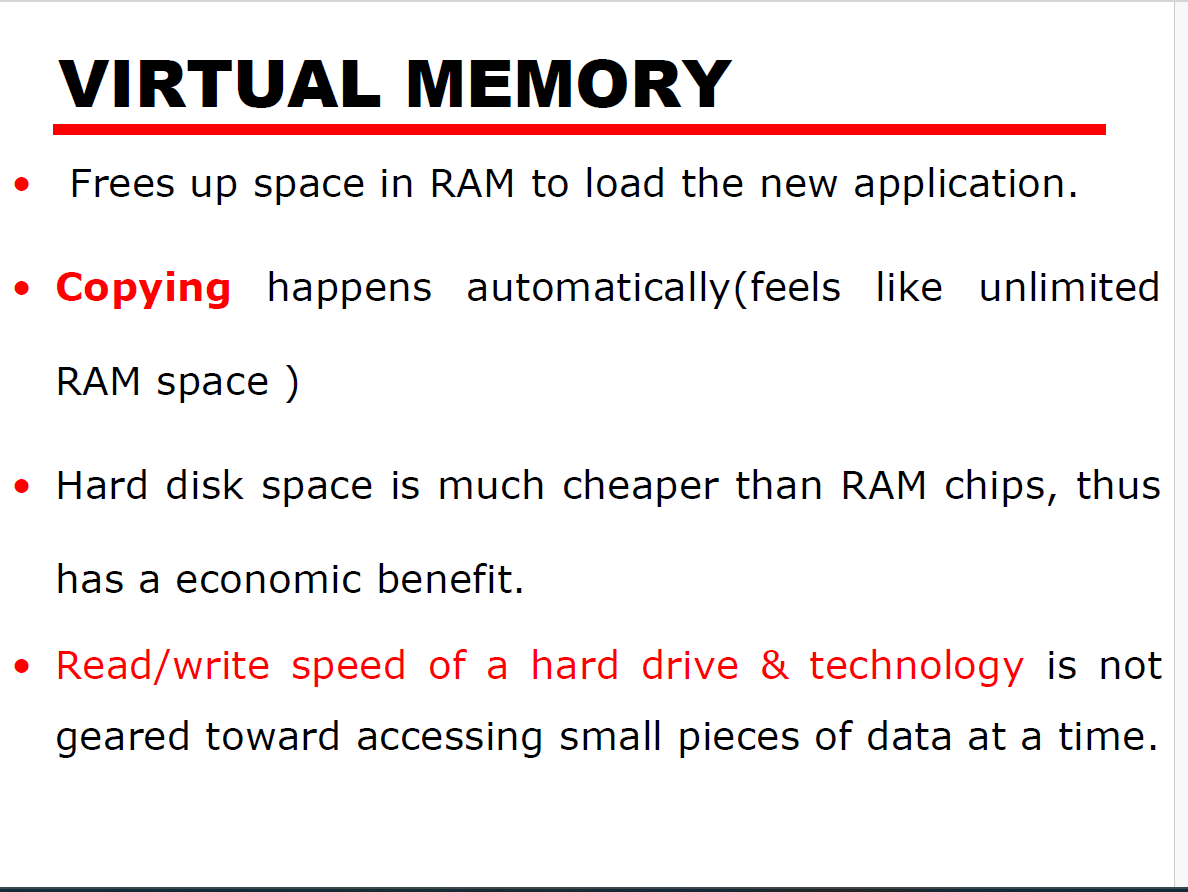 VIRTUAL MEMORY
• Frees up space in RAM to load the new application.
• Copying happens automatically(feels like unlimited
RAM space )
• Hard disk space is much cheaper than RAM chips, thus
has a economic benefit.
• Read/write speed of a hard drive & technology is not
geared toward accessing small pieces of data at a time.